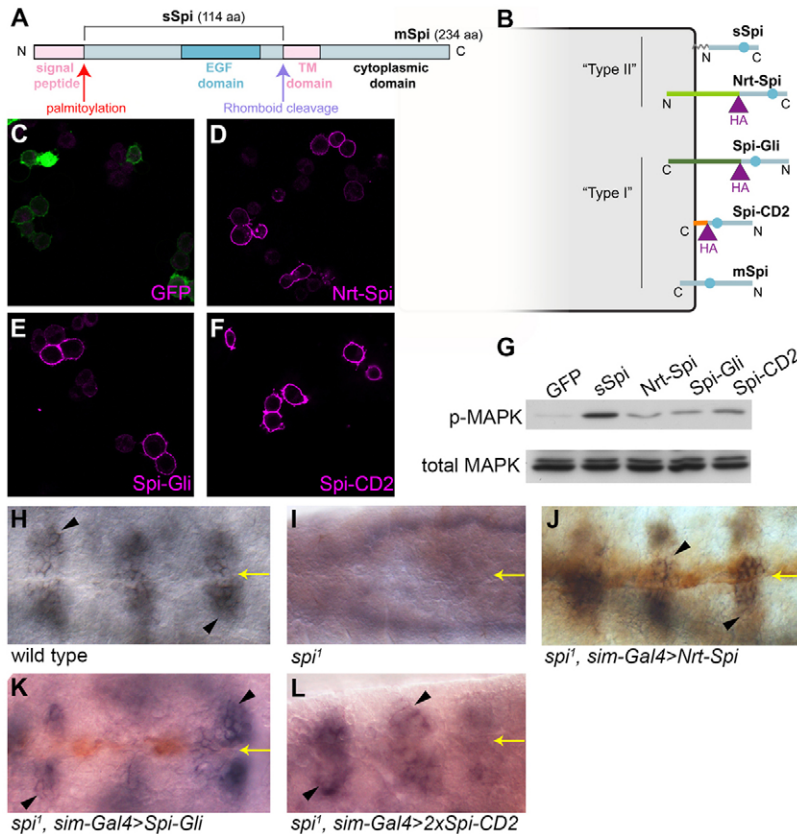 A
sSpi (114 aa)
mSpi (234 aa)
N
C
signal
peptide
EGF
domain
TM
domain
cytoplasmic
domain
palmitoylation
Rhomboid cleavage
B
"Type II"
sSpi
N
C
Nrt-Spi
N
C
HA
"Type I"
Spi-Gli
C
N
HA
Spi-CD2
C
N
HA
mSpi
C
N
C
GFP
D
Nrt-Spi
E
Spi-Gli
F
Spi-CD2
G
GFP
sSpi
Nrt-Spi
Spi-Gli
Spi-CD2
p-MAPK
total MAPK
H
wild type
I
spi¹
J
spi¹, sim-Gal4>Nrt-Spi
K
spi¹, sim-Gal4>Spi-Gli
L
spi¹, sim-Gal4>2xSpi-CD2